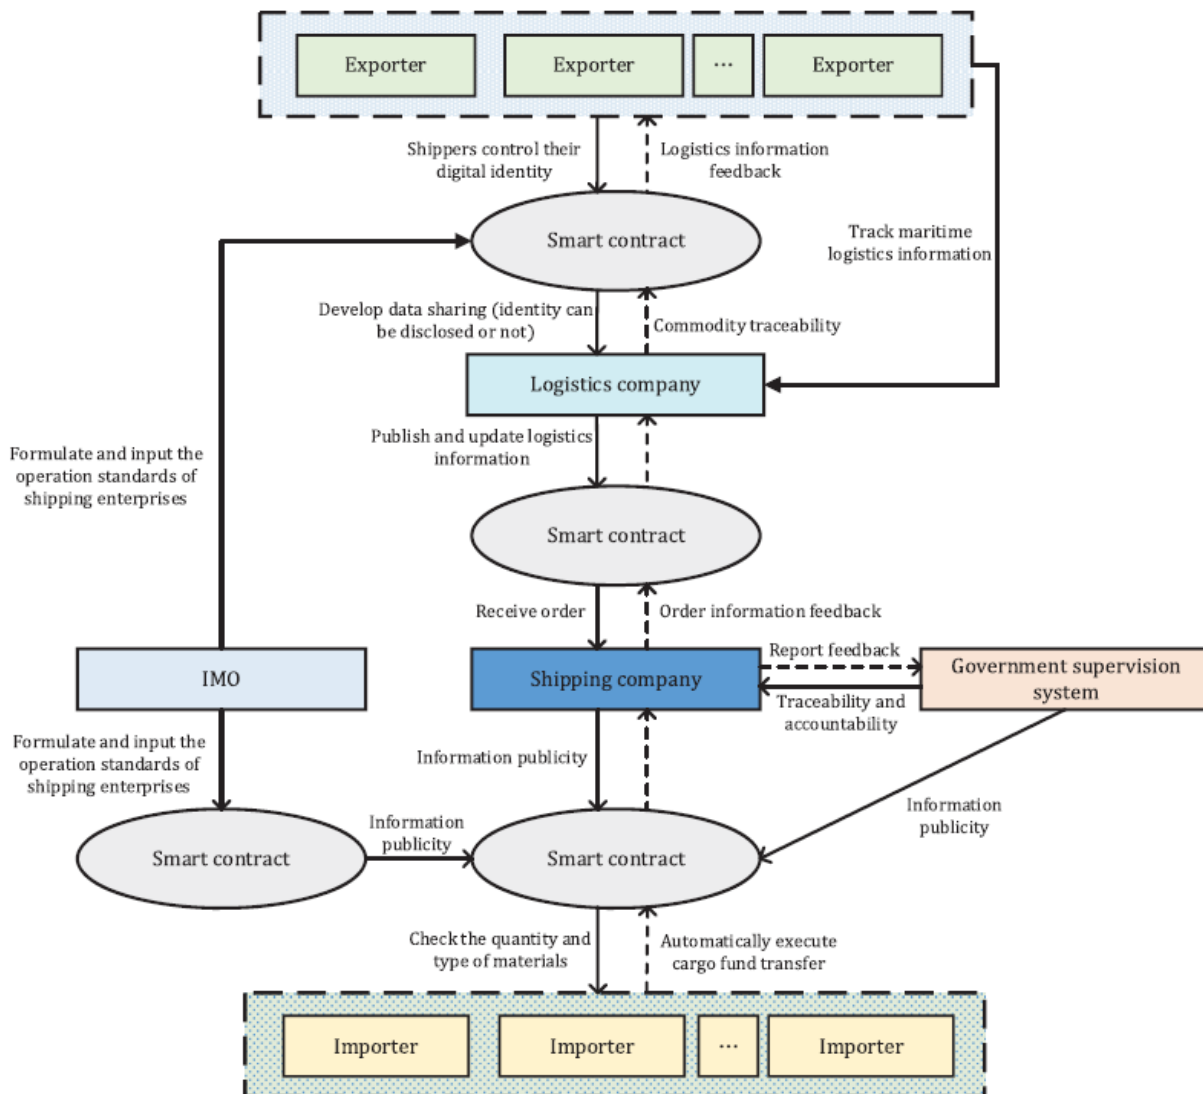 Exporter
Exporter
...
Exporter
Shippers control their
digital identity
Logistics information
feedback
Smart contract
Track maritime
logistics information
Develop data sharing (identity can
be disclosed or not)
Commodity traceability
Logistics company
Publish and update logistics
information
Formulate and input the
operation standards of
shipping enterprises
Smart contract
Receive order
Order information feedback
IMO
Shipping company
Report feedback
Traceability and
accountability
Government supervision
system
Formulate and input the
operation standards of
shipping enterprises
Information publicity
Information
publicity
Smart contract
Information
publicity
Smart contract
Check the quantity and
type of materials
Automatically execute
cargo fund transfer
Importer
Importer
...
Importer